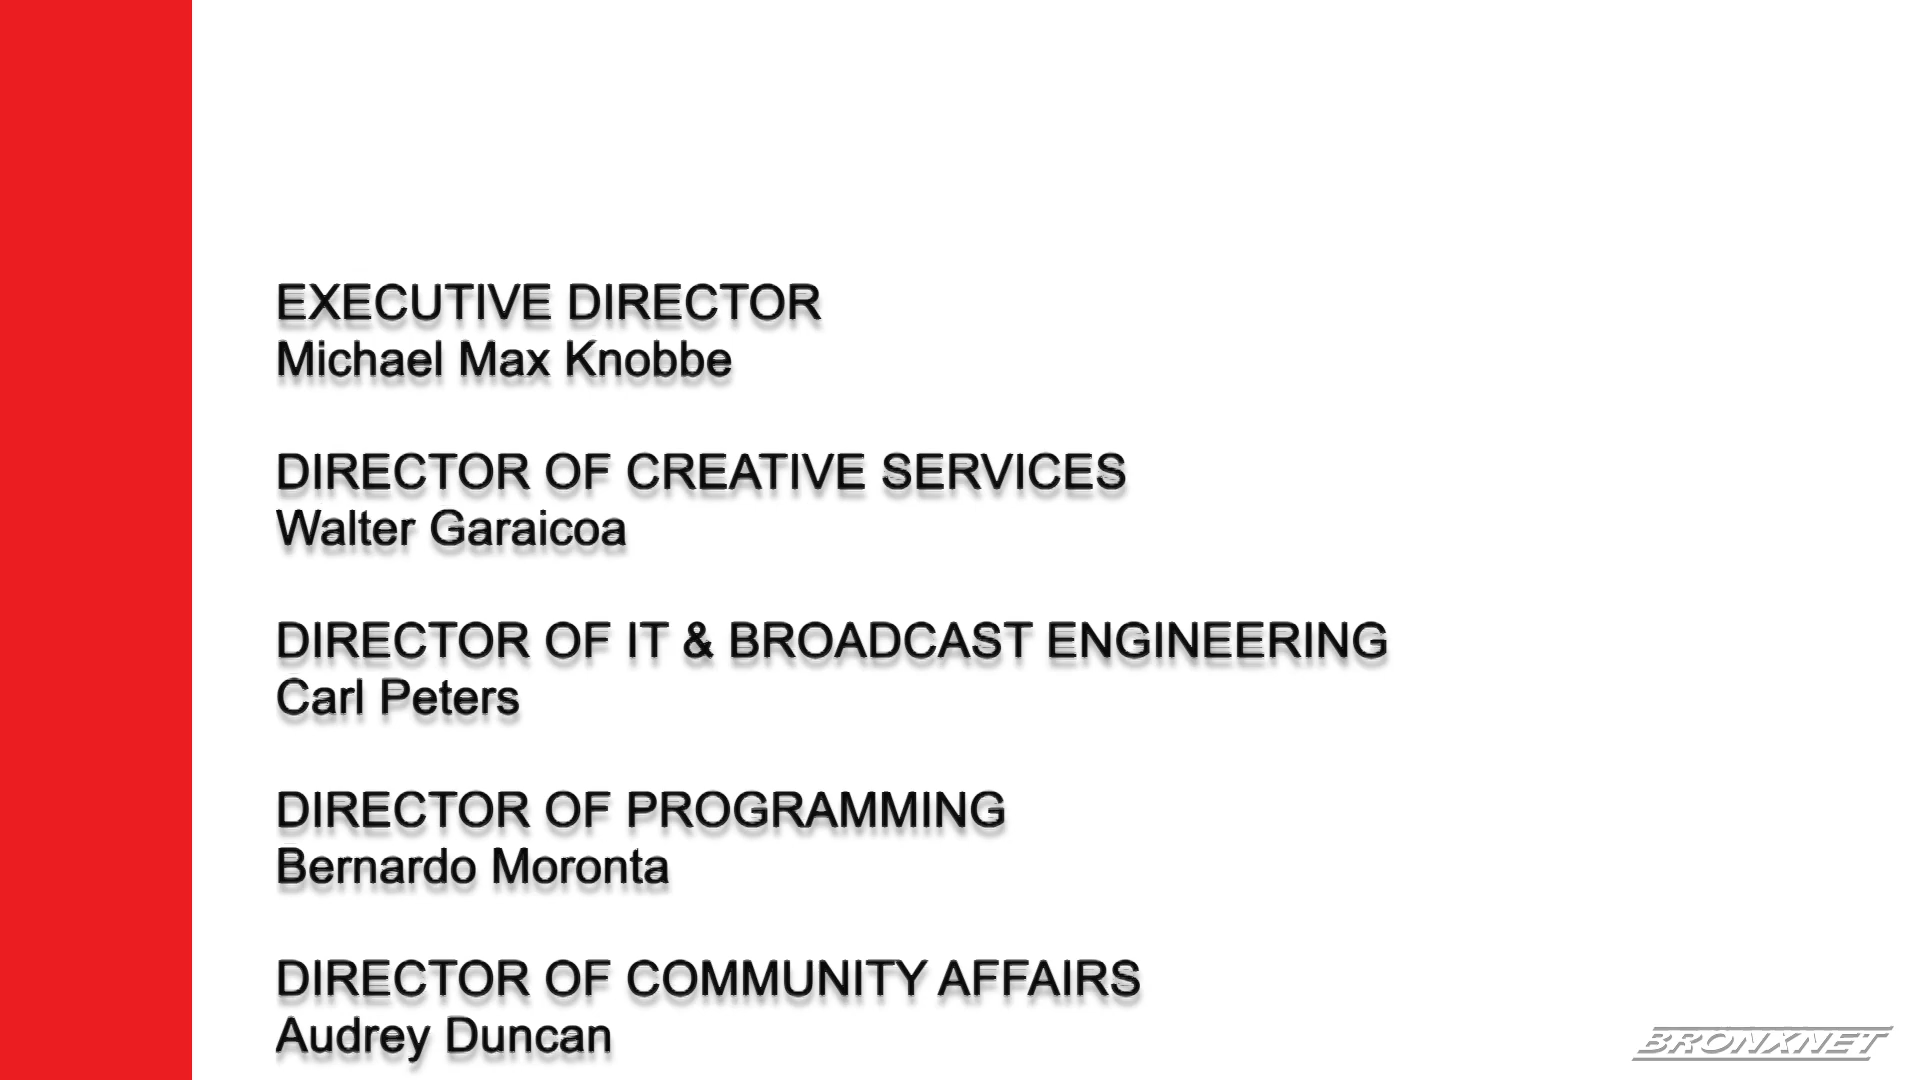 EXECUTIVE DIRECTOR
Michael Max Knobbe
DIRECTOR OF CREATIVE SERVICES
Walter Garaicoa
DIRECTOR OF IT & BROADCAST ENGINEERING
Carl Peters
DIRECTOR OF PROGRAMMING
Bernardo Moronta
DIRECTOR OF COMMUNITY AFFAIRS
Audrey Duncan
BRONXNET